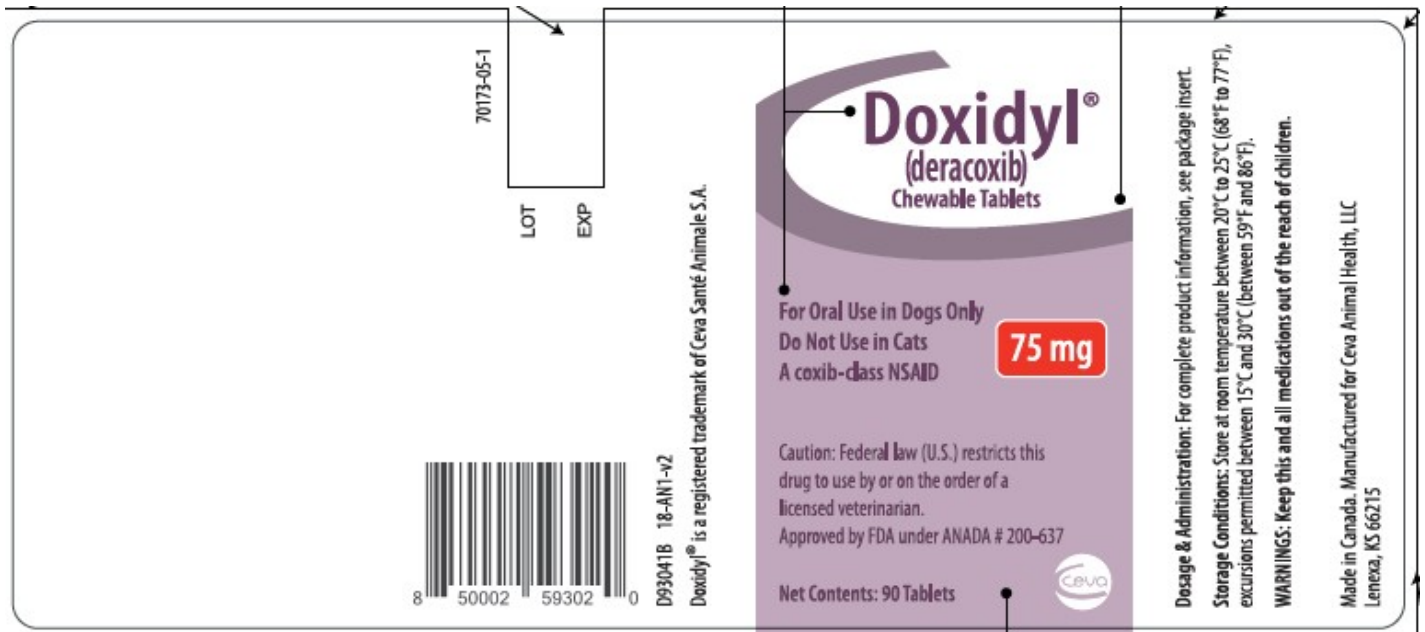 70173-05-1
LOT
EXP
8 50002 59302 0
D93041B 18-AN1-v2
Doxidyl® is a registered trademark of Ceva Santé Animale S.A.
Doxidyl®
(deracoxib)
Chewable Tablets
For Oral Use in Dogs Only
Do Not Use in Cats
A coxib-class NSAID
75 mg
Caution: Federal law (U.S.) restricts this
drug to use by or on the order of a
licensed veterinarian.
Approved by FDA under ANADA # 200-637
Net Contents: 90 Tablets
ceva
Dosage & Administration: For complete product information, see package insert.
Storage Conditions: Store at room temperature between 20°C to 25°C (68°F to 77°F),
excursions permitted between 15°C and 30°C (between 59°F and 86°F).
WARNINGS: Keep this and all medications out of the reach of children.
Made in Canada. Manufactured for Ceva Animal Health, LLC
Lenexa, KS 66215